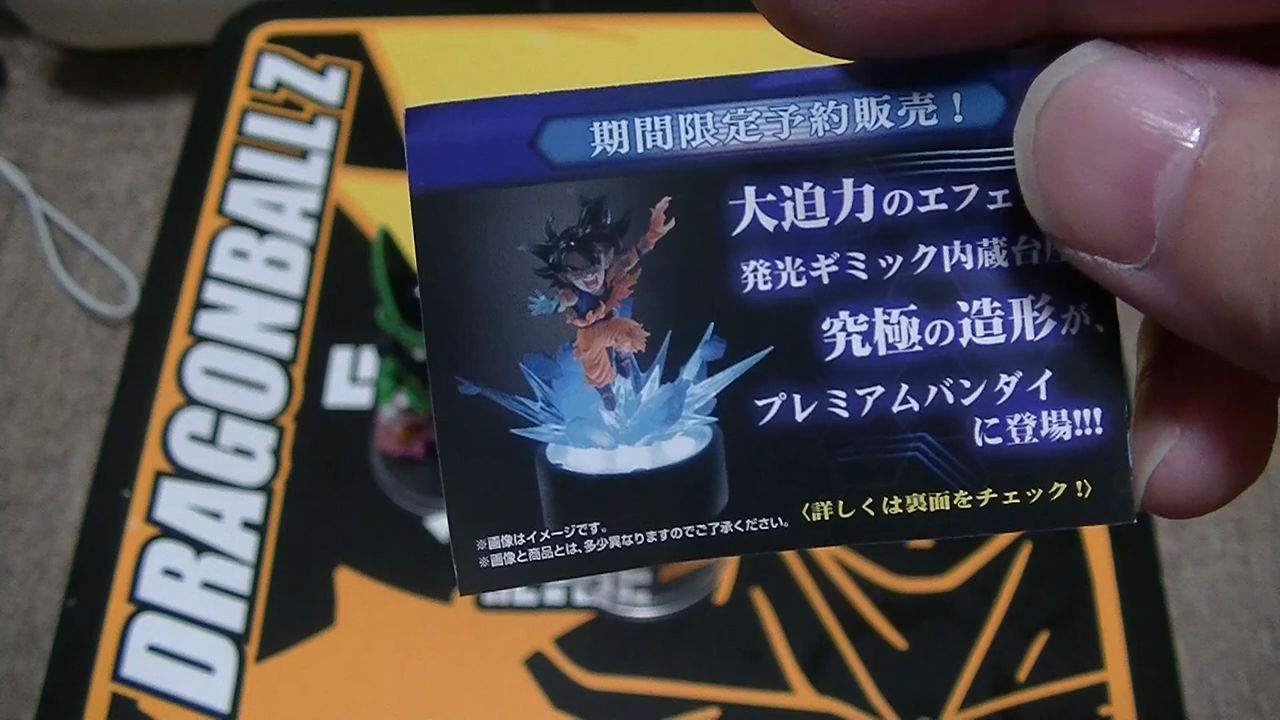 DRAGONBALL Z
期間限定予約販売!
大迫力のエフェ
発光ギミック内蔵台座
究極の造形が、
プレミアムバンダイ
に登場!!!
〈詳しくは裏面をチェック!〉
※画像はイメージです。
※画像と商品とは、多少異なりますのでご了承ください。